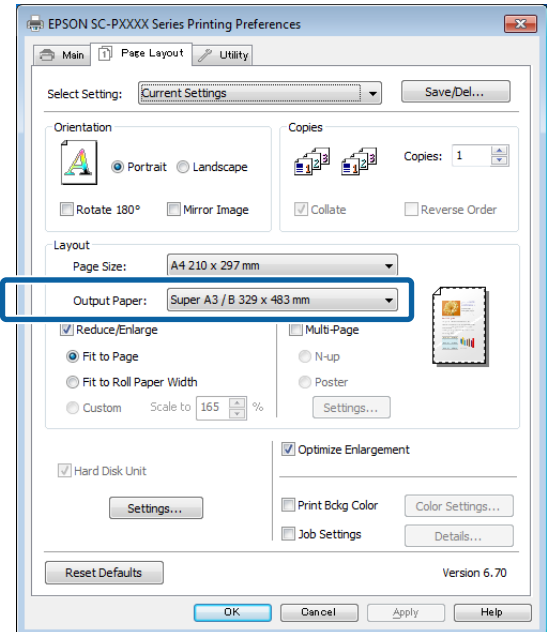 EPSON SC-PXXXX Series Printing Preferences
Main Page Layout Utility
Select Setting: Current Settings Save/Del...
Orientation Copies
Portrait Landscape Copies: 1
Rotate 180° Mirror Image Collate Reverse Order
Layout
Page Size: A4 210 x 297 mm
Output Paper: Super A3 / B 329 x 483 mm
Reduce/Enlarge Multi-Page
Fit to Page N-up
Fit to Roll Paper Width Poster
Custom Scale to 165 % Settings...
Optimize Enlargement
Hard Disk Unit
Settings... Print Bckg Color Color Settings...
Job Settings Details...
Reset Defaults Version 6.70
OK Cancel Apply Help